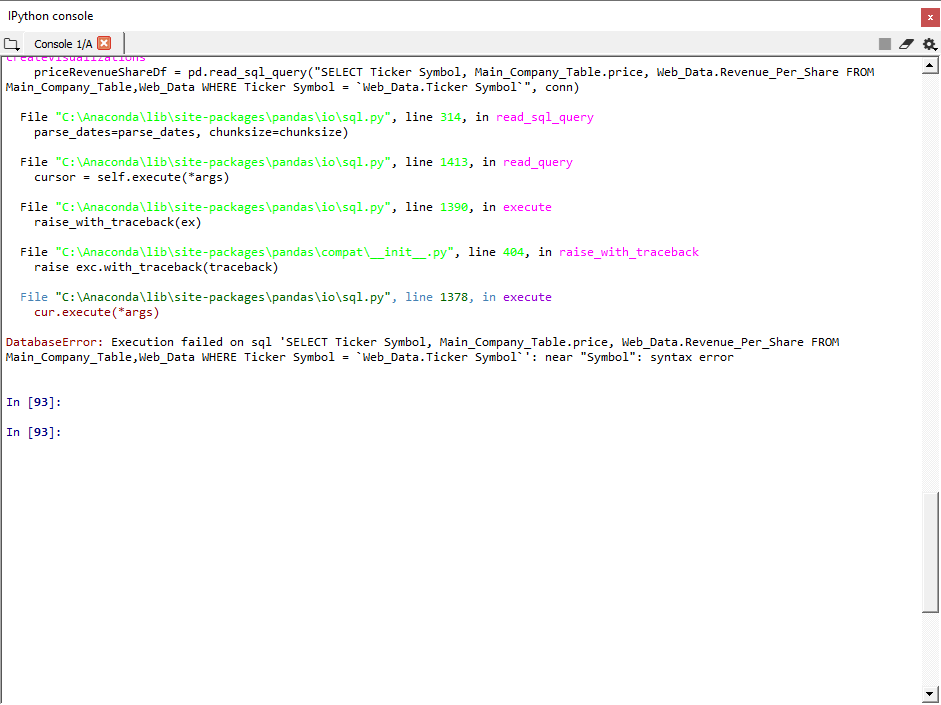 IPython console
Console 1/A
createVisualizations
priceRevenueShareDf = pd.read_sql_query("SELECT Ticker Symbol, Main_Company_Table.price, Web_Data.Revenue_Per_Share FROM
Main_Company_Table,Web_Data WHERE Ticker Symbol = `Web_Data.Ticker Symbol`", conn)
File "C:\Anaconda\lib\site-packages\pandas\io\sql.py", line 314, in read_sql_query
parse_dates=parse_dates, chunksize=chunksize)
File "C:\Anaconda\lib\site-packages\pandas\io\sql.py", line 1413, in read_query
cursor = self.execute(*args)
File "C:\Anaconda\lib\site-packages\pandas\io\sql.py", line 1390, in execute
raise_with_traceback(ex)
File "C:\Anaconda\lib\site-packages\pandas\compat\__init__.py", line 404, in raise_with_traceback
raise exc.with_traceback(traceback)
File "C:\Anaconda\lib\site-packages\pandas\io\sql.py", line 1378, in execute
cur.execute(*args)
DatabaseError: Execution failed on sql 'SELECT Ticker Symbol, Main_Company_Table.price, Web_Data.Revenue_Per_Share FROM
Main_Company_Table,Web_Data WHERE Ticker Symbol = `Web_Data.Ticker Symbol`': near "Symbol": syntax error
In [93]:
In [93]: